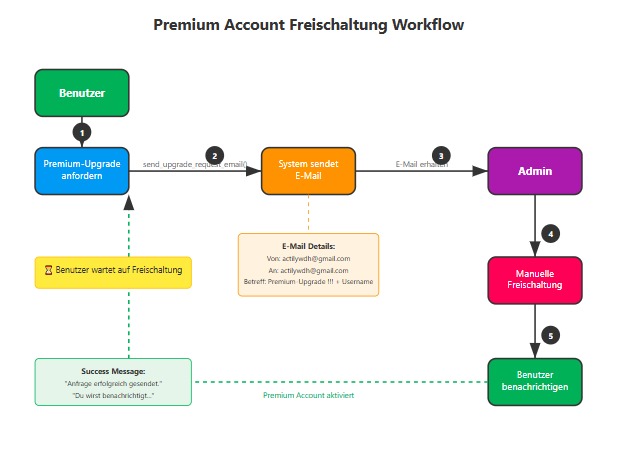 Premium Account Freischaltung Workflow
Benutzer
1
Premium-Upgrade
anfordern
send_upgrade_request_email()
2
System sendet
E-Mail
E-Mail erhalten
3
Admin
E-Mail Details:
Von: actilywdh@gmail.com
An: actilywdh@gmail.com
Betreff: Premium-Upgrade !!! + Username
4
⏳ Benutzer wartet auf Freischaltung
Manuelle
Freischaltung
5
Success Message:
"Anfrage erfolgreich gesendet."
"Du wirst benachrichtigt..."
Premium Account aktiviert
Benutzer
benachrichtigen